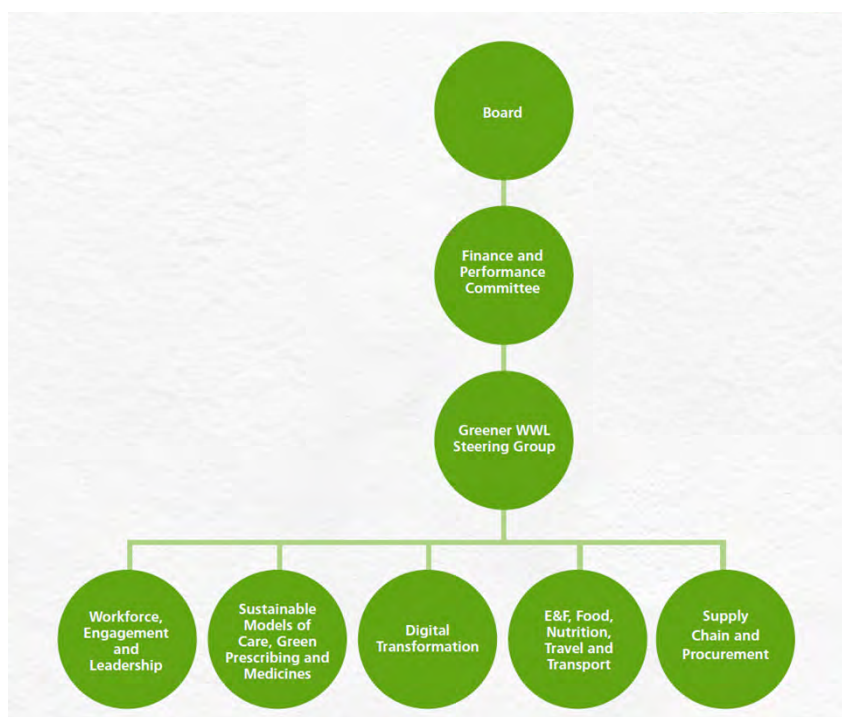 Board
Finance and
Performance
Committee
Greener WWL
Steering Group
Workforce,
Engagement
and
Leadership
Sustainable
Models of
Care, Green
Prescribing and
Medicines
Digital
Transformation
E&F, Food,
Nutrition,
Travel and
Transport
Supply
Chain and
Procurement